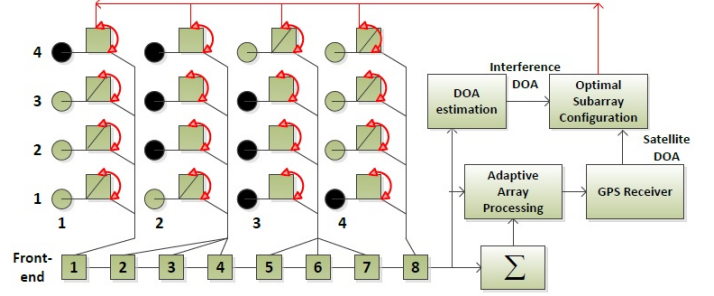 4
Interference
DOA
DOA
estimation
Optimal
Subarray
Configuration
3
2
Satellite
DOA
Adaptive
Array
Processing
GPS Receiver
1
1 2 3 4
Front-
end
1 2 3 4 5 6 7 8
Σ